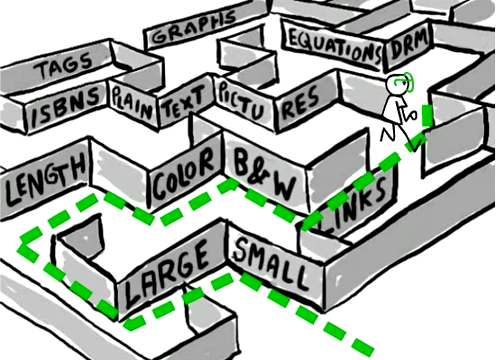 GRAPHS
EQUATIONS
DRM
TAGS
ISBNS
PLAIN
TEXT
PICTU
RES
LENGTH
COLOR
B&W
LINKS
LARGE
SMALL